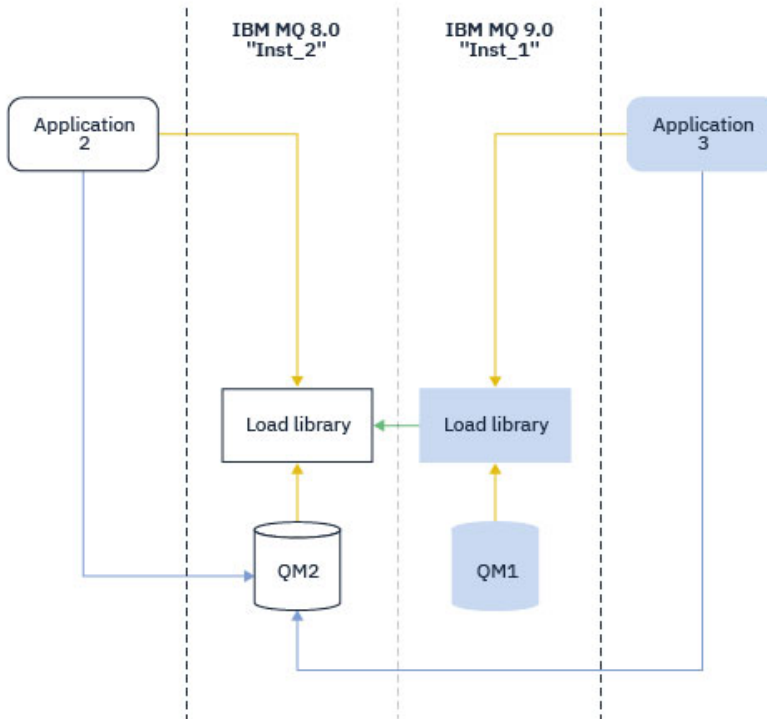 IBM MQ 8.0
"Inst_2"
IBM MQ 9.0
"Inst_1"
Application
2
Application
3
Load library
Load library
QM2
QM1